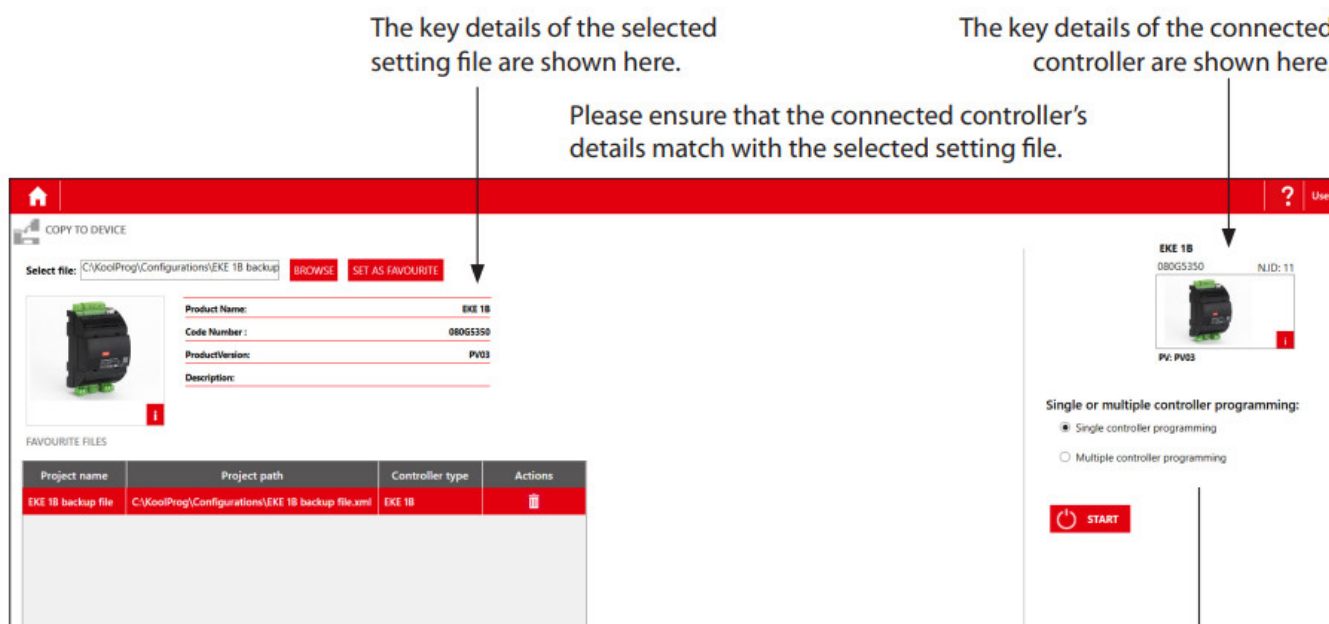 The key details of the selected
setting file are shown here.
The key details of the connected
controller are shown here
Please ensure that the connected controller's
details match with the selected setting file.
? Use
COPY TO DEVICE
Select file: C:\KoolProg\Configurations\EKE 1B backup BROWSE SET AS FAVOURITE
Product Name: EKE 1B
Code Number : 080G5350
ProductVersion: PV03
Description:
i
FAVOURITE FILES
Project name Project path Controller type Actions
EKE 1B backup file C:\KoolProg\Configurations\EKE 1B backup file.xml EKE 1B
EKE 1B
080G5350 N.ID: 11
i
PV: PV03
Single or multiple controller programming:
Single controller programming
Multiple controller programming
START